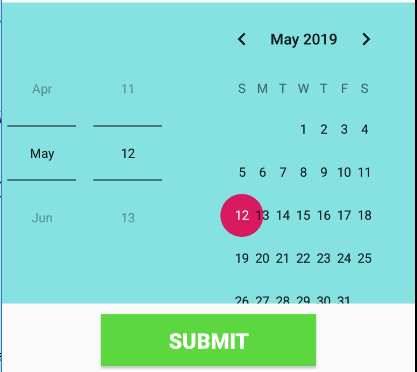 May 2019
Apr 11
S M T W T F S
1 2 3 4
May 12
5 6 7 8 9 10 11
Jun 13
12 13 14 15 16 17 18
19 20 21 22 23 24 25
26 27 28 29 30 31
SUBMIT